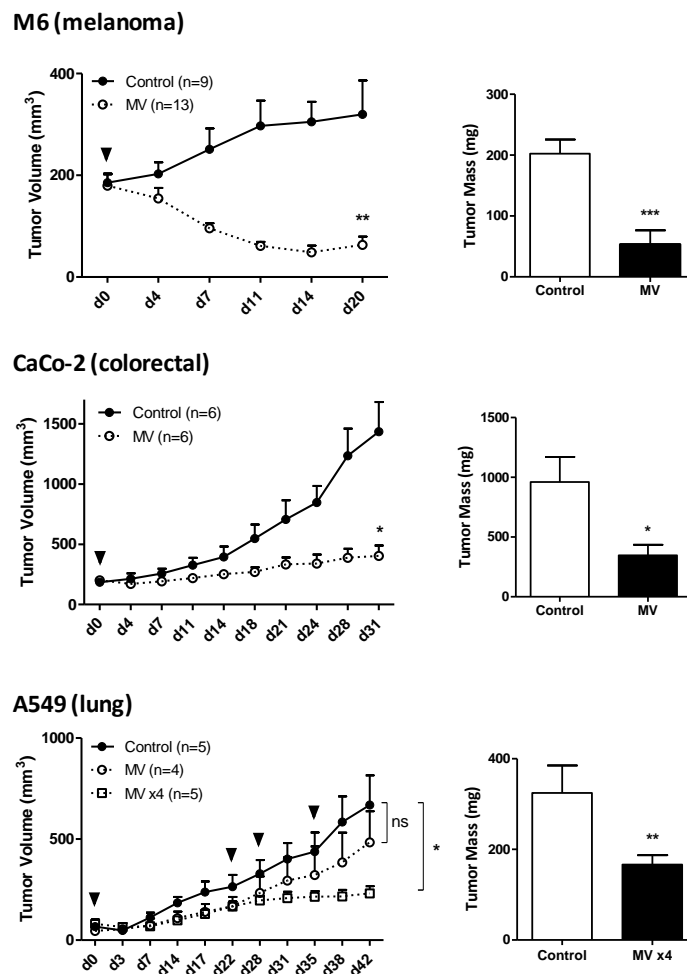 M6 (melanoma)
Tumor Volume (mm3)
400
200
0
Control (n=9)
MV (n=13)
**
d0 d4 d7 d11 d14 d20
Tumor Mass (mg)
300
200
100
0
***
Control MV
CaCo-2 (colorectal)
Tumor Volume (mm3)
1500
1000
500
0
Control (n=6)
MV (n=6)
*
d0 d4 d7 d11 d14 d18 d21 d24 d28 d31
Tumor Mass (mg)
1500
1000
500
0
*
Control MV
A549 (lung)
Tumor Volume (mm3)
1000
500
0
Control (n=5)
MV (n=4)
MV x4 (n=5)
ns
*
d0 d3 d7 d14 d17 d22 d28 d31 d35 d38 d42
Tumor Mass (mg)
400
200
0
**
Control MV x4